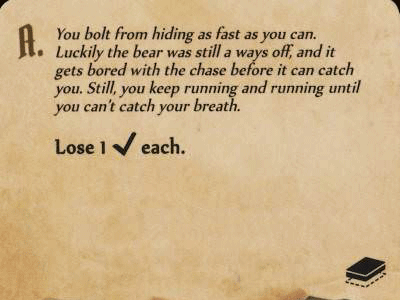 A.
You bolt from hiding as fast as you can.
Luckily the bear was still a ways off, and it
gets bored with the chase before it can catch
you. Still, you keep running and running until
you can't catch your breath.
Lose 1 ✓ each.